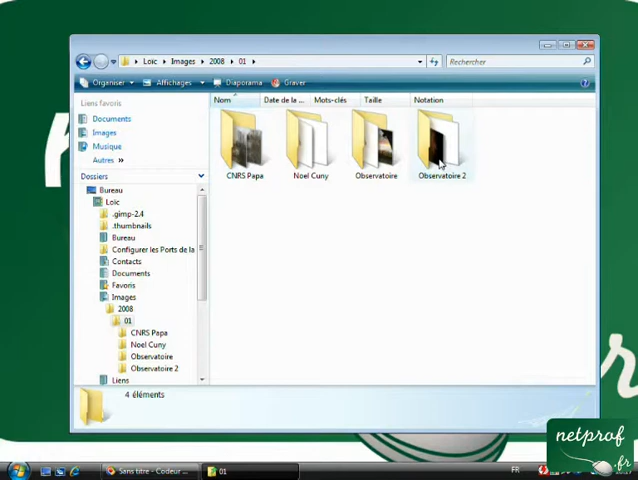 Loïc ▸ Images ▸ 2008 ▸ 01 ▸
Rechercher
Organiser
Affichages
Diaporama
Graver
Liens favoris
Documents
Images
Musique
Autres »
Dossiers
Bureau
Loïc
.gimp-2.4
.thumbnails
Bureau
Configurer les Ports de la
Contacts
Documents
Favoris
Images
2008
01
CNRS Papa
Noel Cuny
Observatoire
Observatoire 2
Liens
Nom
Date de la ...
Mots-clés
Taille
Notation
CNRS Papa
Noel Cuny
Observatoire
Observatoire 2
4 éléments
netprof
.fr
Sans titre - Codeur ...
01
FR